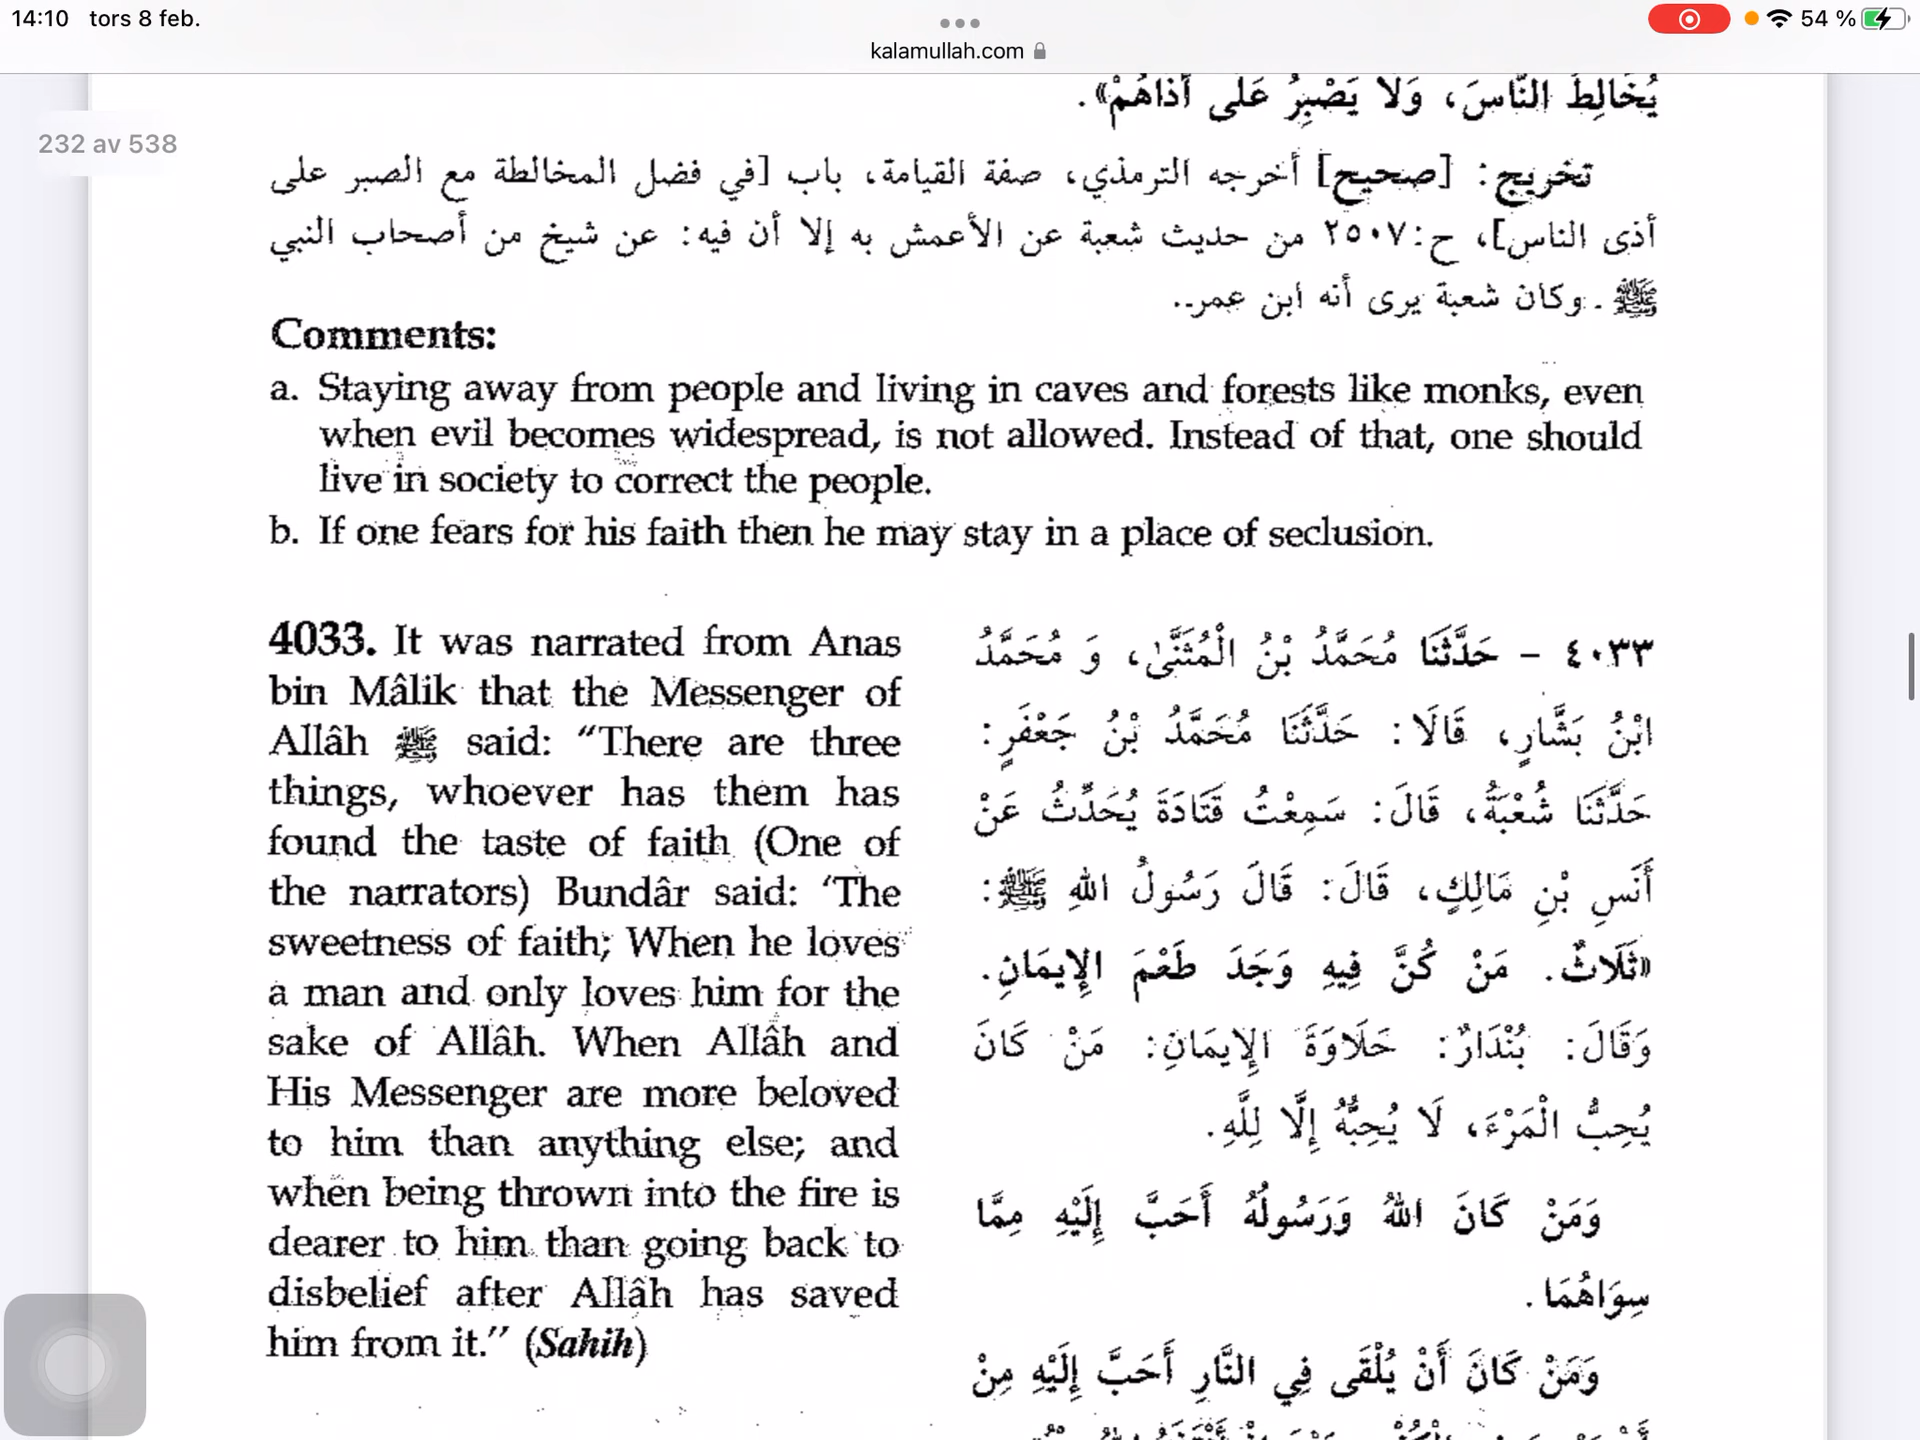 14:10 tors 8 feb.
54 %
kalamullah.com
232 av 538
يُخَالِطُ النَّاسَ، وَلَا يَصْبِرُ عَلَى أَذَاهُمْ».
تخريج: [صحيح] أخرجه الترمذي، صفة القيامة، باب [في فضل المخالطة مع الصبر على
أذى الناس]، ح:٢٥٠٧ من حديث شعبة عن الأعمش به إلا أن فيه: عن شيخ من أصحاب النبي
ﷺ. وكان شعبة يرى أنه ابن عمر..
Comments:
a. Staying away from people and living in caves and forests like monks, even
when evil becomes widespread, is not allowed. Instead of that, one should
live in society to correct the people.
b. If one fears for his faith then he may stay in a place of seclusion.
4033. It was narrated from Anas
bin Mâlik that the Messenger of
Allâh ﷺ said: “There are three
things, whoever has them has
found the taste of faith (One of
the narrators) Bundâr said: ‘The
sweetness of faith; When he loves
a man and only loves him for the
sake of Allâh. When Allâh and
His Messenger are more beloved
to him than anything else; and
when being thrown into the fire is
dearer to him than going back to
disbelief after Allâh has saved
him from it.” (Sahih)
٤٠٣٣ - حَدَّثَنَا مُحَمَّدُ بْنُ الْمُثَنَّىٰ، وَ مُحَمَّدُ
ابْنُ بَشَّارٍ، قَالَا: حَدَّثَنَا مُحَمَّدُ بْنُ جَعْفَرٍ:
حَدَّثَنَا شُعْبَةُ، قَالَ: سَمِعْتُ قَتَادَةَ يُحَدِّثُ عَنْ
أَنَسِ بْنِ مَالِكٍ، قَالَ: قَالَ رَسُولُ اللهِ ﷺ:
«ثَلَاثٌ. مَنْ كُنَّ فِيهِ وَجَدَ طَعْمَ الإِيمَانِ.
وَقَالَ: بُنْدَارٌ: حَلَاوَةَ الإِيمَانِ: مَنْ كَانَ
يُحِبُّ الْمَرْءَ، لَا يُحِبُّهُ إِلَّا لِلَّهِ.
وَمَنْ كَانَ اللهُ وَرَسُولُهُ أَحَبَّ إِلَيْهِ مِمَّا
سِوَاهُمَا.
وَمَنْ كَانَ أَنْ يُلْقَى فِي النَّارِ أَحَبَّ إِلَيْهِ مِنْ